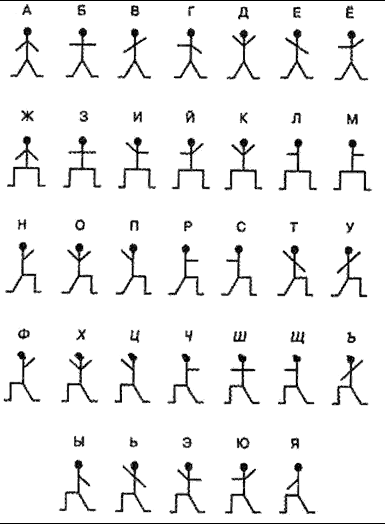 А Б В Г Д Е Ё
Ж З И Й К Л М
Н О П Р С Т У
Ф Х Ц Ч Ш Щ Ъ
Ы Ь Э Ю Я